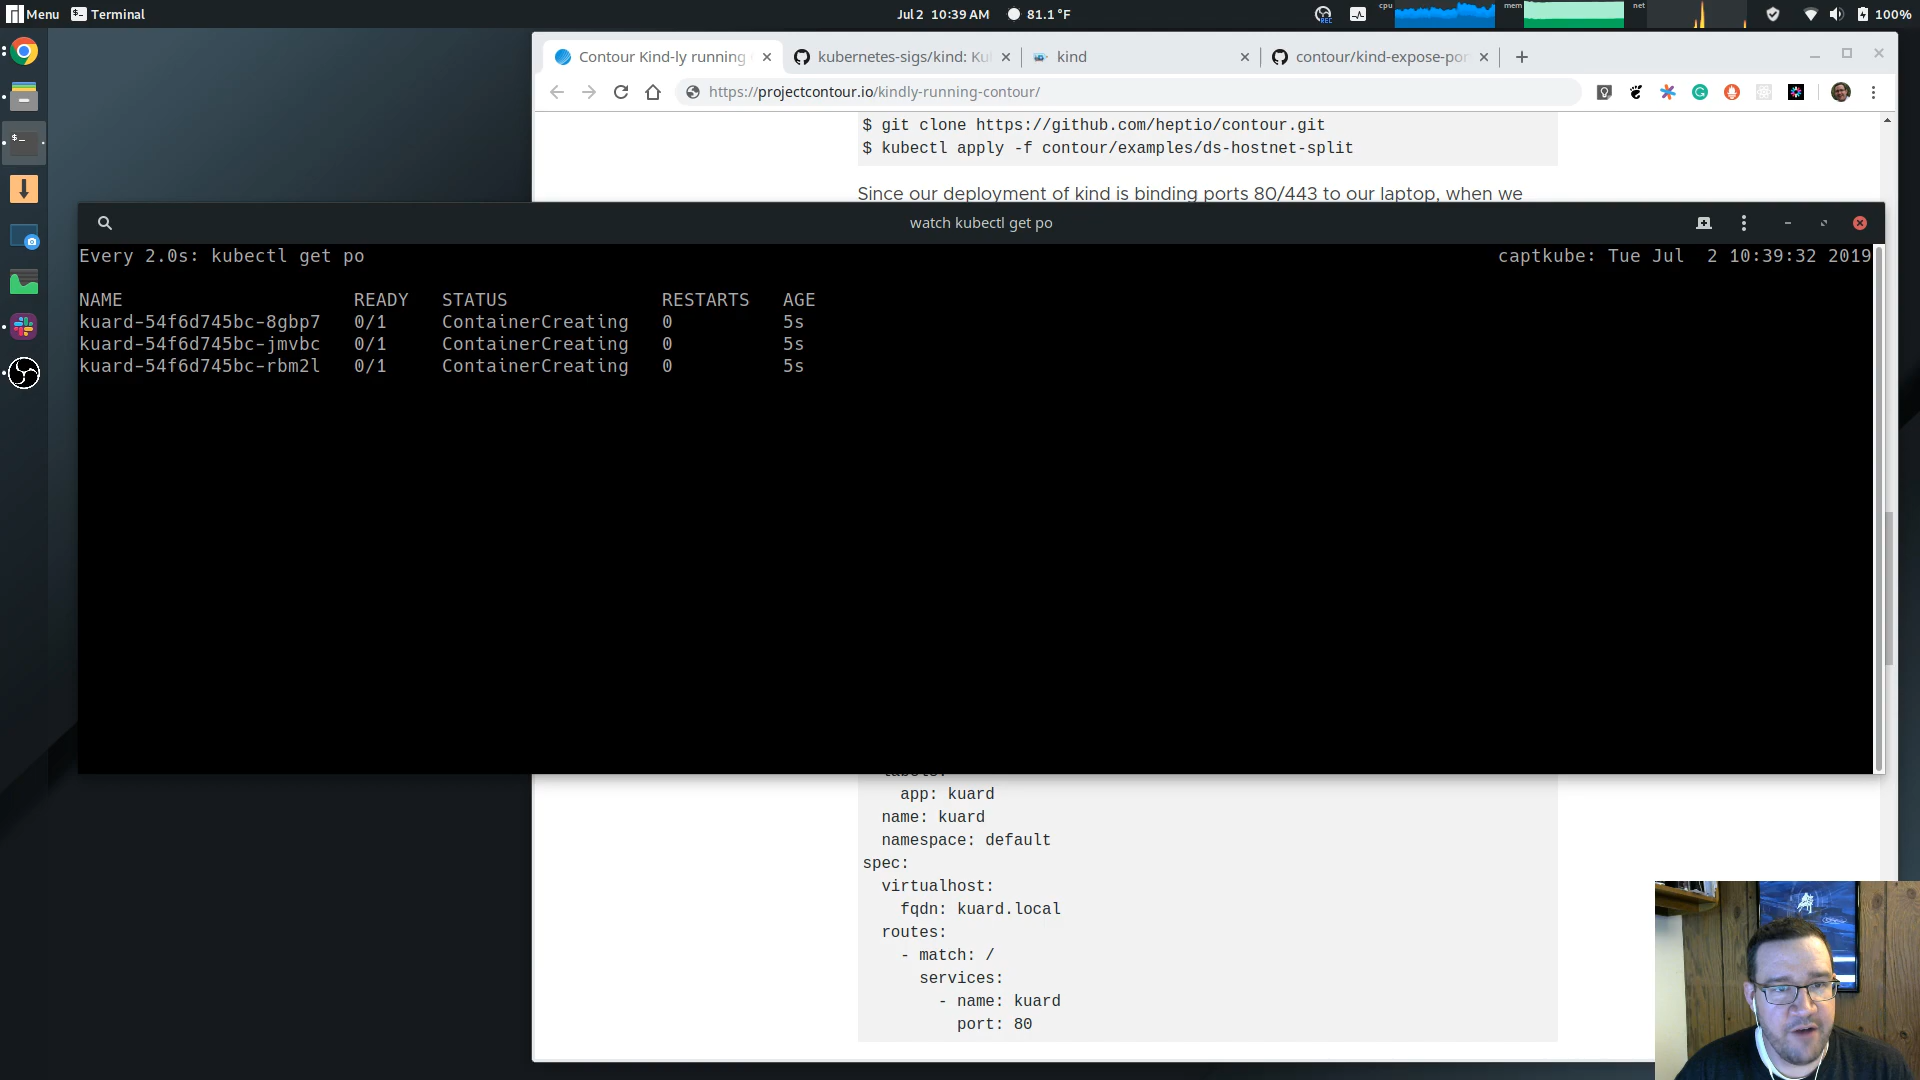 Menu Terminal Jul 2 10:39 AM 81.1 °F REC cpu mem net 100%
Contour Kind-ly running kubernetes-sigs/kind: Ku kind contour/kind-expose-por
https://projectcontour.io/kindly-running-contour/
$ git clone https://github.com/heptio/contour.git
$ kubectl apply -f contour/examples/ds-hostnet-split
Since our deployment of kind is binding ports 80/443 to our laptop, when we
watch kubectl get po
Every 2.0s: kubectl get po captkube: Tue Jul 2 10:39:32 2019
NAME READY STATUS RESTARTS AGE
kuard-54f6d745bc-8gbp7 0/1 ContainerCreating 0 5s
kuard-54f6d745bc-jmvbc 0/1 ContainerCreating 0 5s
kuard-54f6d745bc-rbm2l 0/1 ContainerCreating 0 5s
labels:
app: kuard
name: kuard
namespace: default
spec:
virtualhost:
fqdn: kuard.local
routes:
- match: /
services:
- name: kuard
port: 80